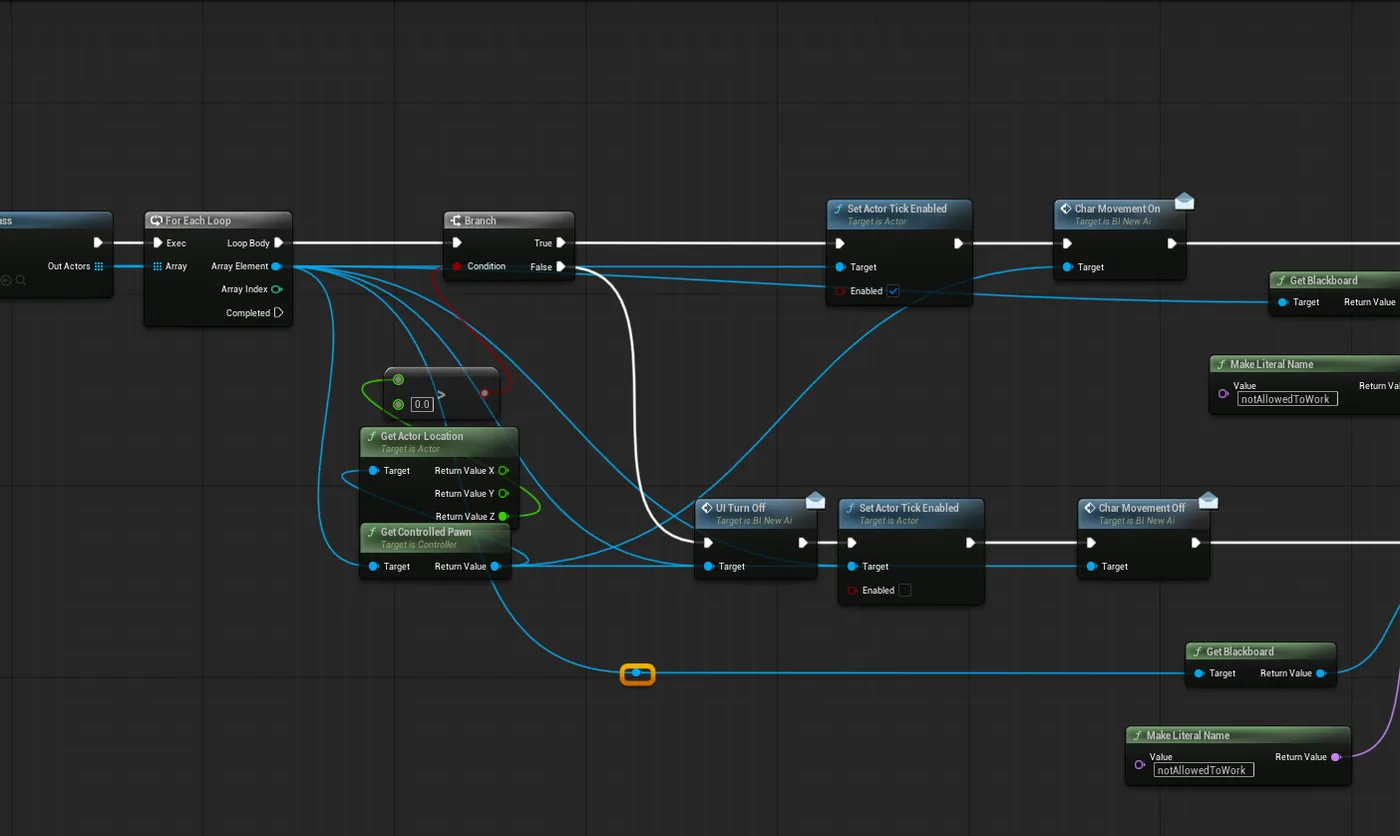 ass
Out Actors
For Each Loop
Exec
Loop Body
Array
Array Element
Array Index
Completed
Branch
True
Condition
False
Set Actor Tick Enabled
Target is Actor
Target
Enabled
Char Movement On
Target is BI New Ai
Target
Get Blackboard
Target
Return Value
Make Literal Name
Value
Return Va
notAllowedToWork
>
0.0
Get Actor Location
Target is Actor
Target
Return Value X
Return Value Y
Return Value Z
Get Controlled Pawn
Target is Controller
Target
Return Value
UI Turn Off
Target is BI New Ai
Target
Set Actor Tick Enabled
Target is Actor
Target
Enabled
Char Movement Off
Target is BI New Ai
Target
Get Blackboard
Target
Return Value
Make Literal Name
Value
Return Value
notAllowedToWork